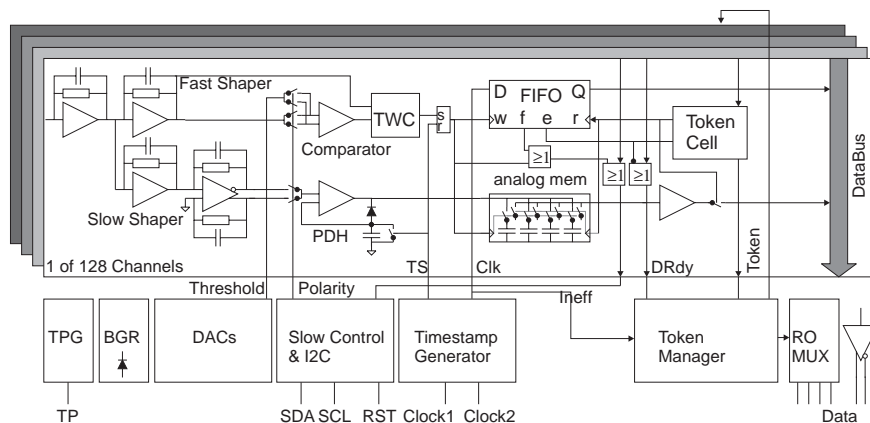 Fast Shaper
D FIFO Q
w f e r
TWC
s
r
Comparator
Token
Cell
≥1
≥1
≥1
analog mem
DataBus
Slow Shaper
PDH
1 of 128 Channels
TS
Clk
DRdy
Token
Threshold
Polarity
Ineff
TPG
BGR
DACs
Slow Control
& I2C
Timestamp
Generator
Token
Manager
RO
MUX
TP
SDA SCL RST Clock1 Clock2
Data